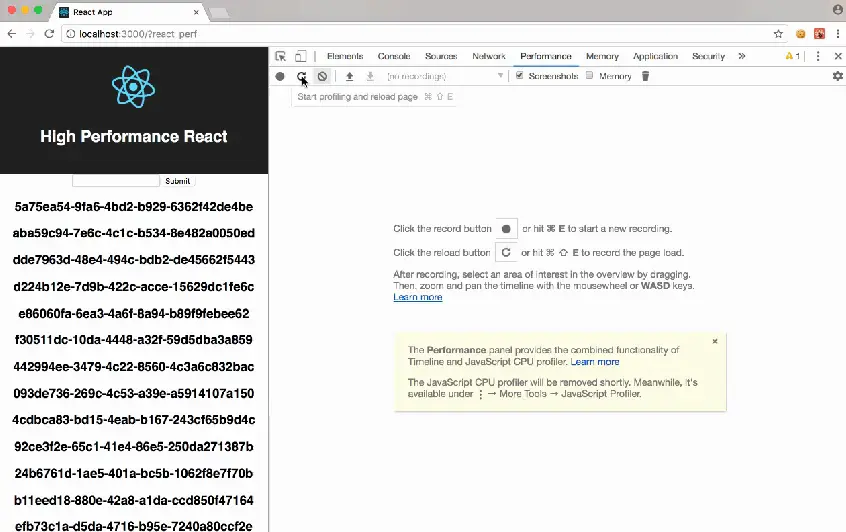 React App
localhost:3000/?react_perf
High Performance React
Submit
5a75ea54-9fa6-4bd2-b929-6362f42de4be
aba59c94-7e6c-4c1c-b534-8e482a0050ed
dde7963d-48e4-494c-bdb2-de45662f5443
d224b12e-7d9b-422c-acce-15629dc1fe6c
e86060fa-6ea3-4a6f-8a94-b89f9febee62
f30511dc-10da-4448-a32f-59d5dba3a859
442994ee-3479-4c22-8560-4c3a6c832bac
093de736-269c-4c53-a39e-a5914107a150
4cdbca83-bd15-4eab-b167-243cf65b9d4c
92ce3f2e-65c1-41e4-86e5-250da271387b
24b6761d-1ae5-401a-bc5b-1062f8e7f70b
b11eed18-880e-42a8-a1da-ccd850f47164
efb73c1a-d5da-4716-b95e-7240a80ccf2e
Elements Console Sources Network Performance Memory Application Security » 1
(no recordings) Screenshots Memory
Start profiling and reload page ⌘ ⇧ E
Click the record button or hit ⌘ E to start a new recording.
Click the reload button or hit ⌘ ⇧ E to record the page load.
After recording, select an area of interest in the overview by dragging.
Then, zoom and pan the timeline with the mousewheel or WASD keys.
Learn more
The Performance panel provides the combined functionality of
Timeline and JavaScript CPU profiler. Learn more
The JavaScript CPU profiler will be removed shortly. Meanwhile, it's
available under ⋮ → More Tools → JavaScript Profiler.